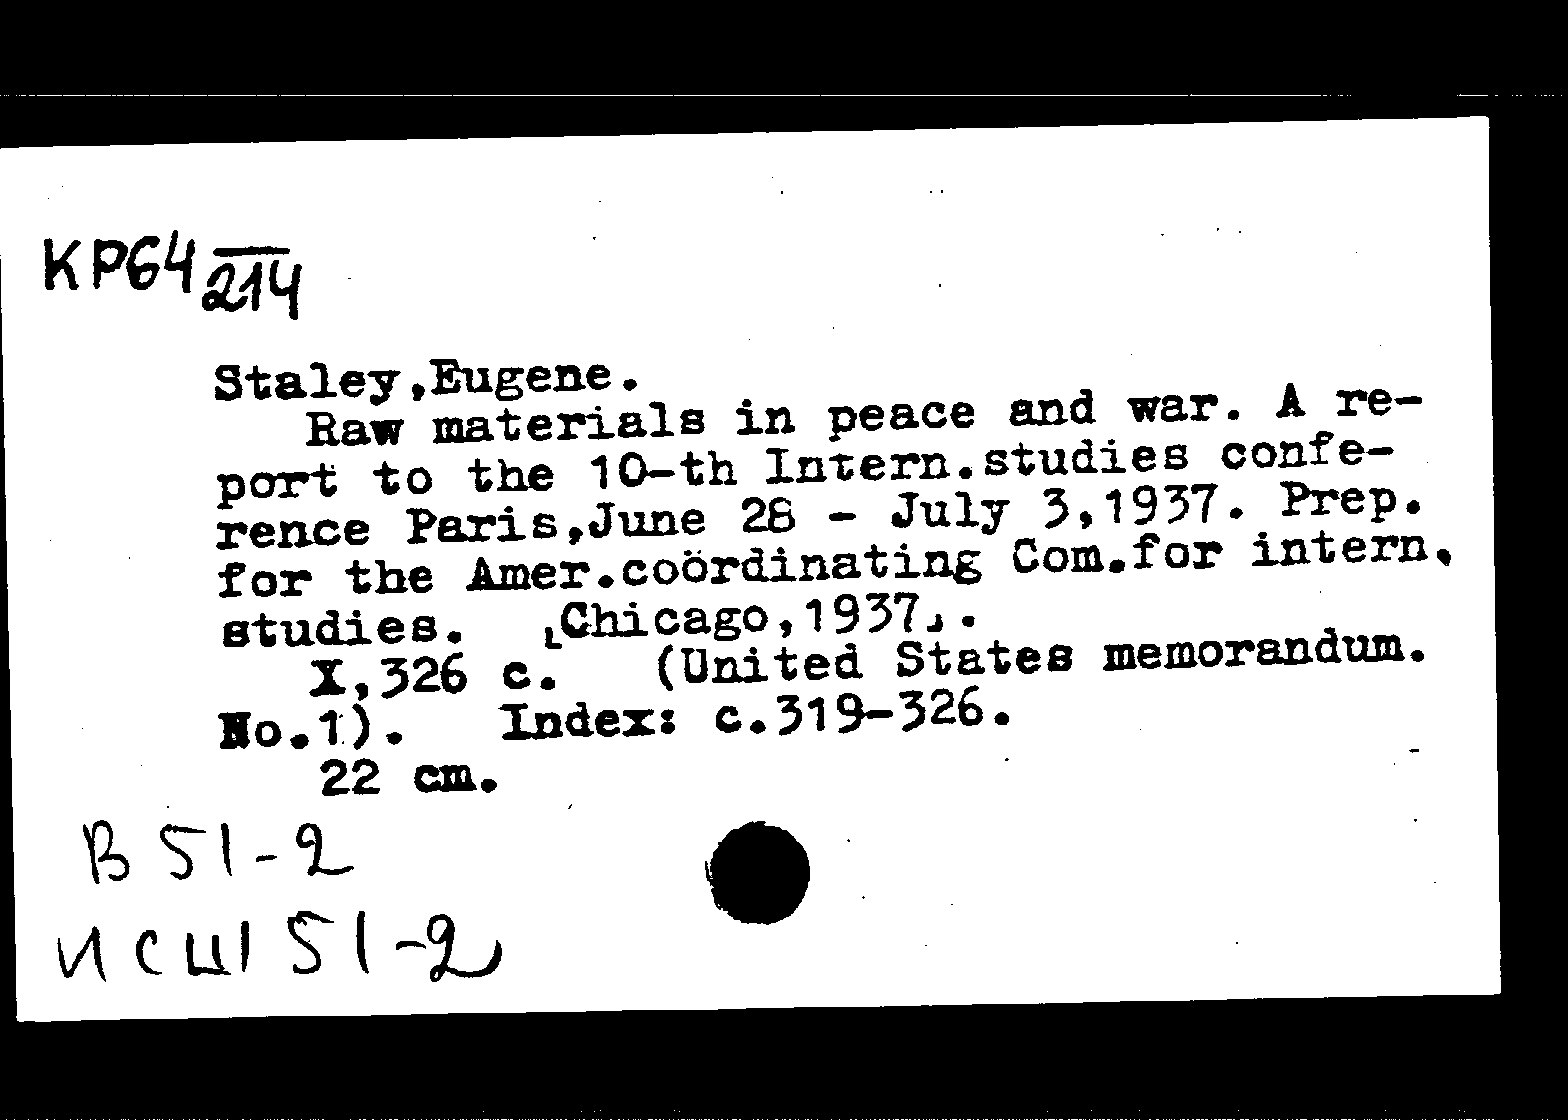 КР64 214
Staley,Eugene.
Raw materials in peace and war. A re-
port to the 10-th Intern.studies confe-
rence Paris,June 28 - July 3,1937. Prep.
for the Amer.coördinating Com.for intern.
studies. [Chicago,1937].
X,326 c. (United States memorandum.
No.1). Index: c.319-326.
22 cm.
В 51-2
ИСШ 51-2